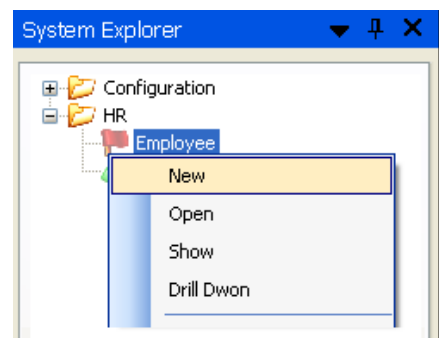 System Explorer
Configuration
HR
Employee
New
Open
Show
Drill Dwon